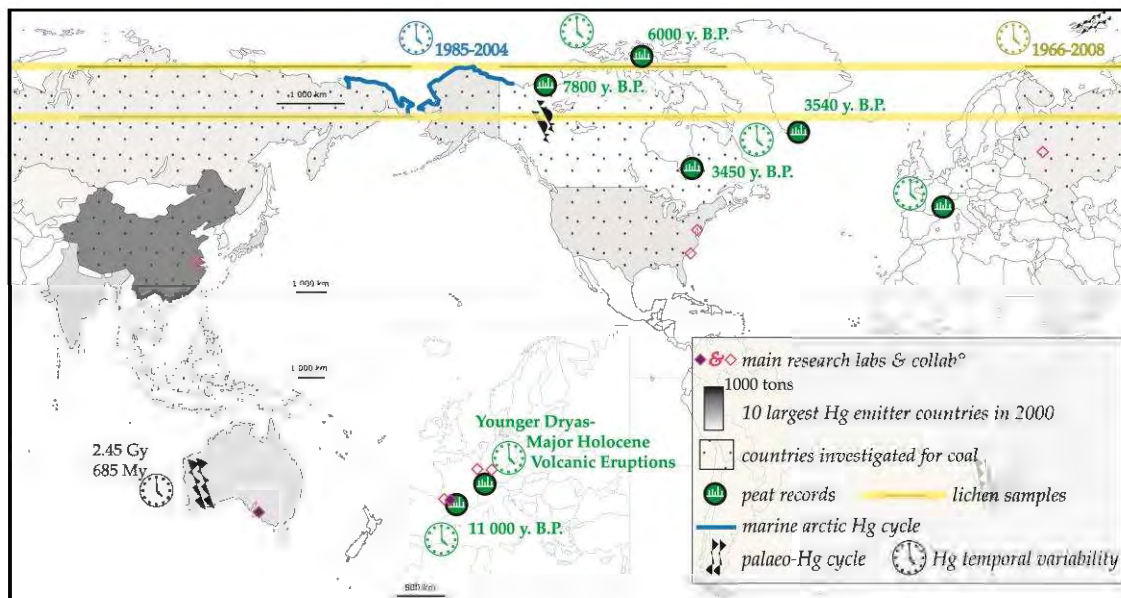 1985-2004
6000 y. B.P.
1966-2008
7800 y. B.P.
1 000 km
3540 y. B.P.
3450 y. B.P.
1 000 km
1 000 km
main research labs & collab°
1000 tons
10 largest Hg emitter countries in 2000
countries investigated for coal
peat records
lichen samples
marine arctic Hg cycle
palaeo-Hg cycle
Hg temporal variability
Younger Dryas-
Major Holocene
Volcanic Eruptions
2.45 Gy
685 My
11 000 y. B.P.
500 km